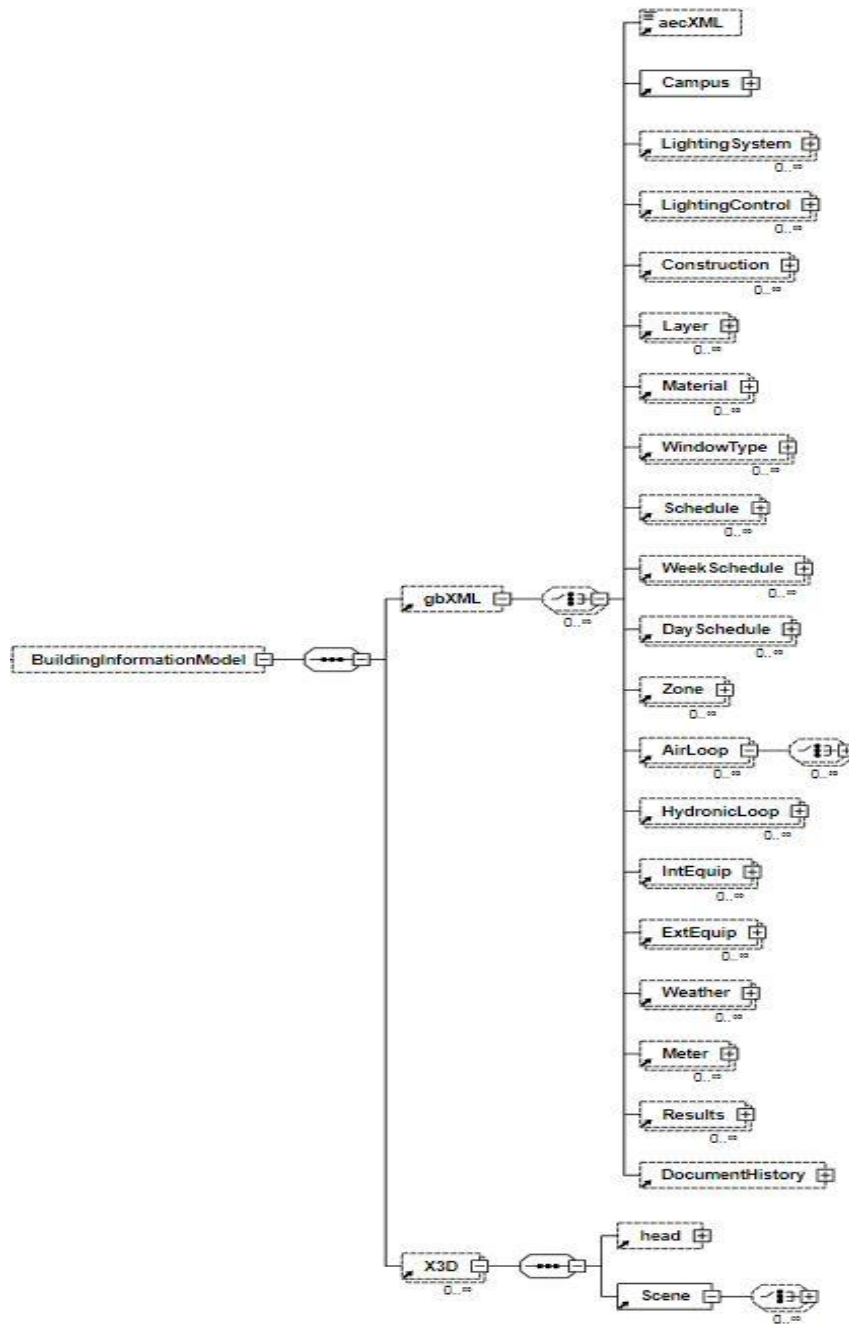 aecXML
Campus
LightingSystem
0..∞
LightingControl
0..∞
Construction
0..∞
Layer
0..∞
Material
0..∞
WindowType
0..∞
Schedule
0..∞
WeekSchedule
0..∞
gbXML
0..∞
DaySchedule
0..∞
BuildingInformationModel
Zone
0..∞
AirLoop
0..∞
0..∞
HydronicLoop
0..∞
IntEquip
0..∞
ExtEquip
0..∞
Weather
0..∞
Meter
0..∞
Results
0..∞
DocumentHistory
head
X3D
0..∞
Scene
0..∞